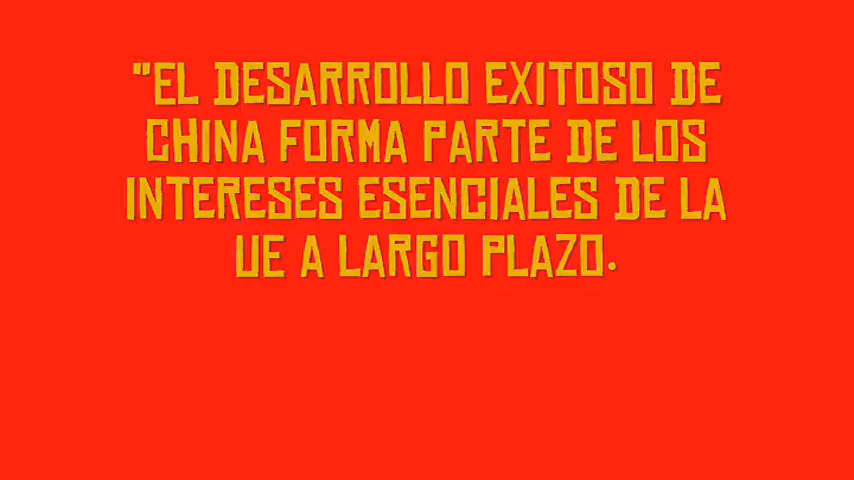 "EL DESARROLLO EXITOSO DE
CHINA FORMA PARTE DE LOS
INTERESES ESENCIALES DE LA
UE A LARGO PLAZO.